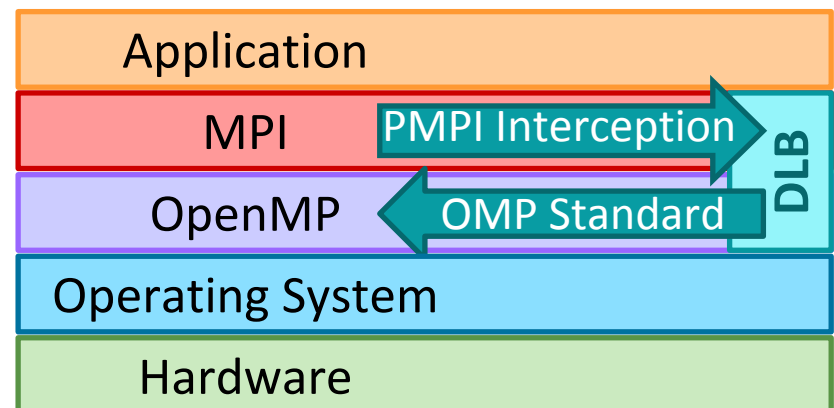 Application
MPI
PMPI Interception
DLB
OpenMP
OMP Standard
Operating System
Hardware